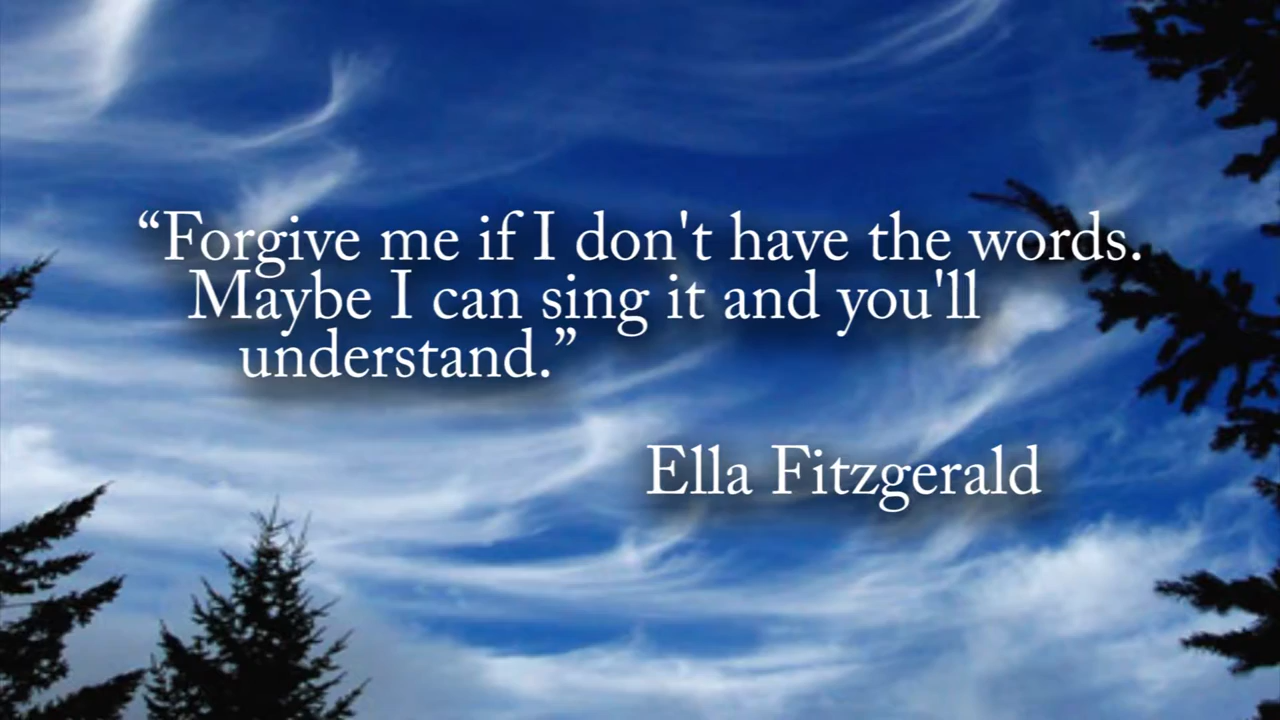 “Forgive me if I don't have the words.
Maybe I can sing it and you'll
understand.”
Ella Fitzgerald